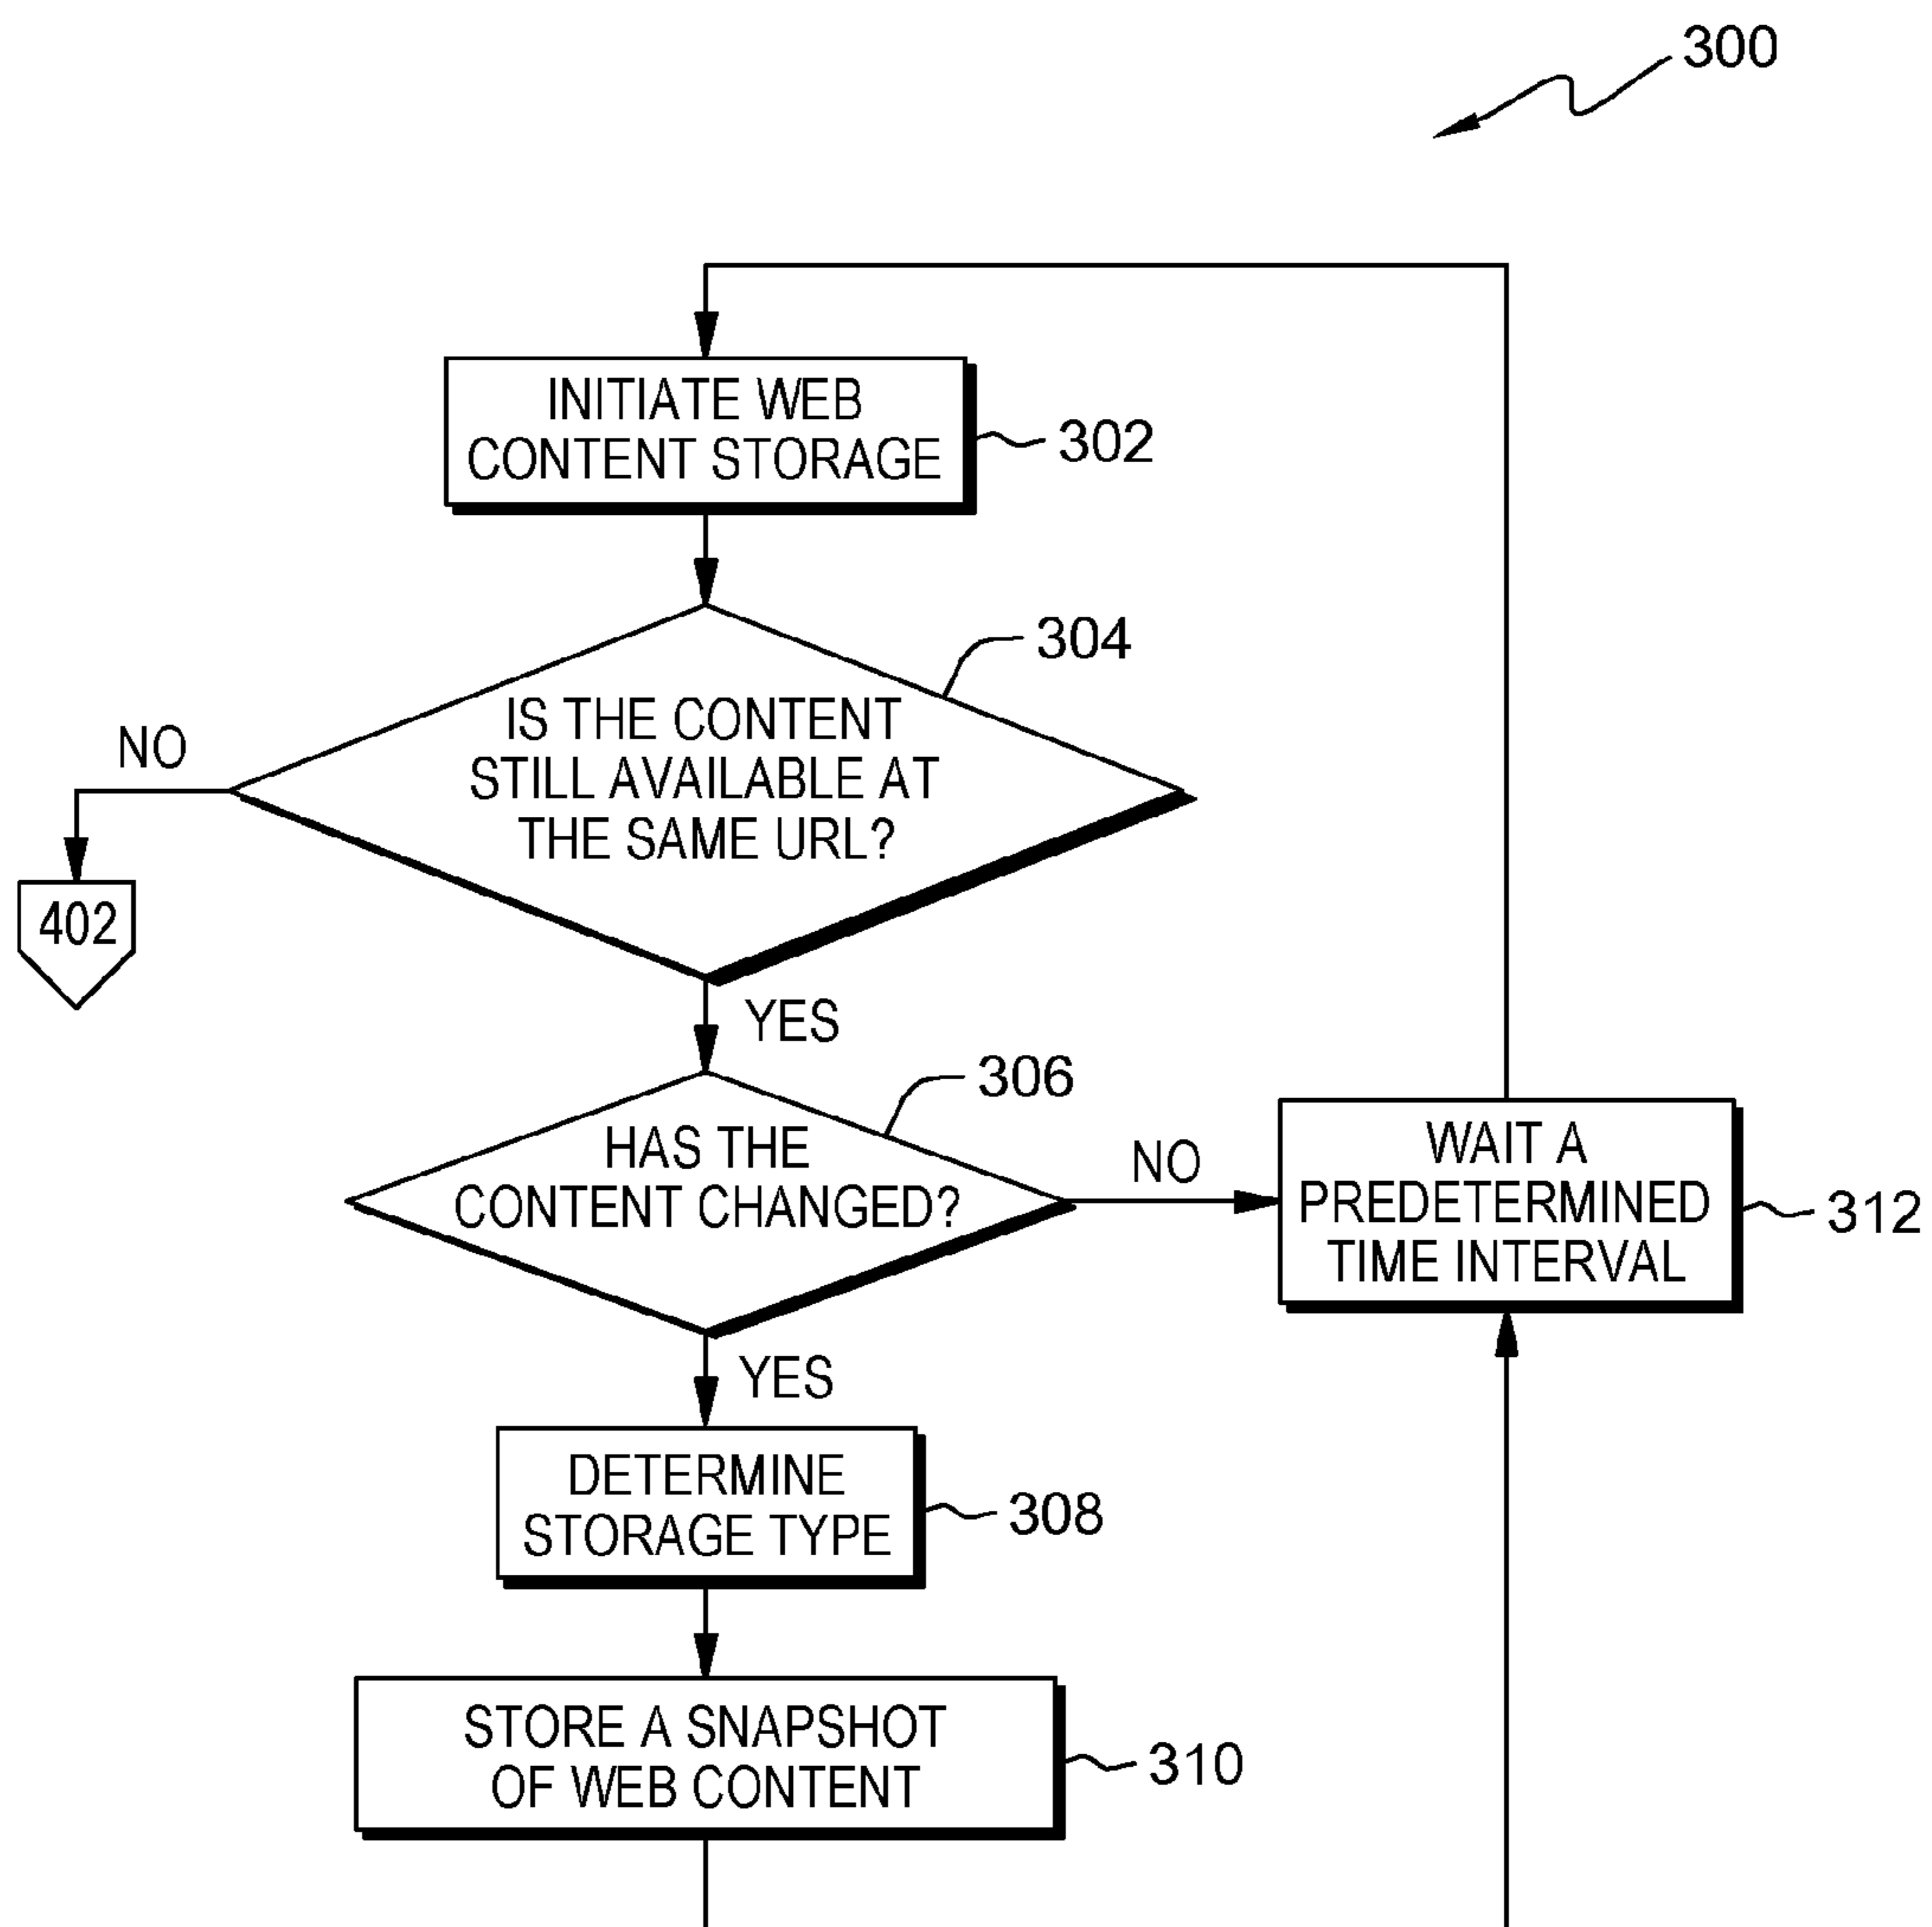 300
INITIATE WEB
CONTENT STORAGE
302
304
IS THE CONTENT
STILL AVAILABLE AT
THE SAME URL?
NO
402
YES
306
HAS THE
CONTENT CHANGED?
NO
WAIT A
PREDETERMINED
TIME INTERVAL
312
YES
DETERMINE
STORAGE TYPE
308
STORE A SNAPSHOT
OF WEB CONTENT
310